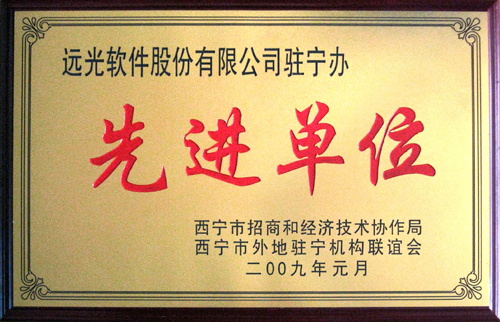 远光软件股份有限公司驻宁办
先进单位
西宁市招商和经济技术协作局
西宁市外地驻宁机构联谊会
二00九年元月